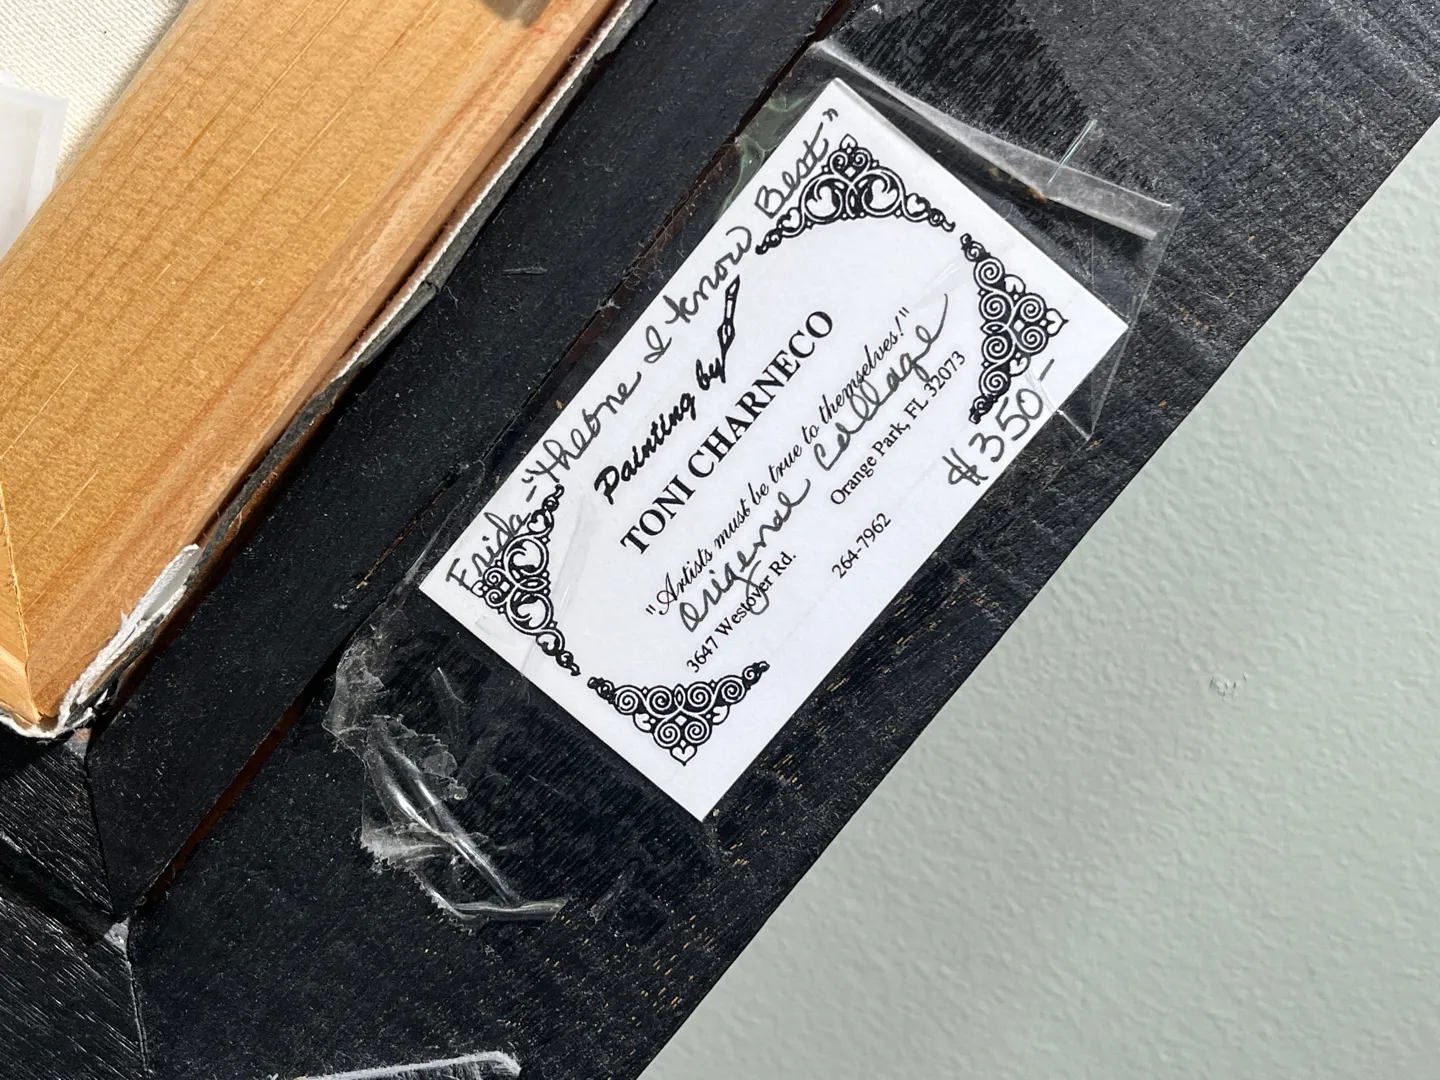 Frida - "The one I know Best"
Painting by
TONI CHARNECO
"Artists must be true to themselves!"
origenal collage
3647 Westover Rd.
Orange Park, FL 32073
264-7962
$350-